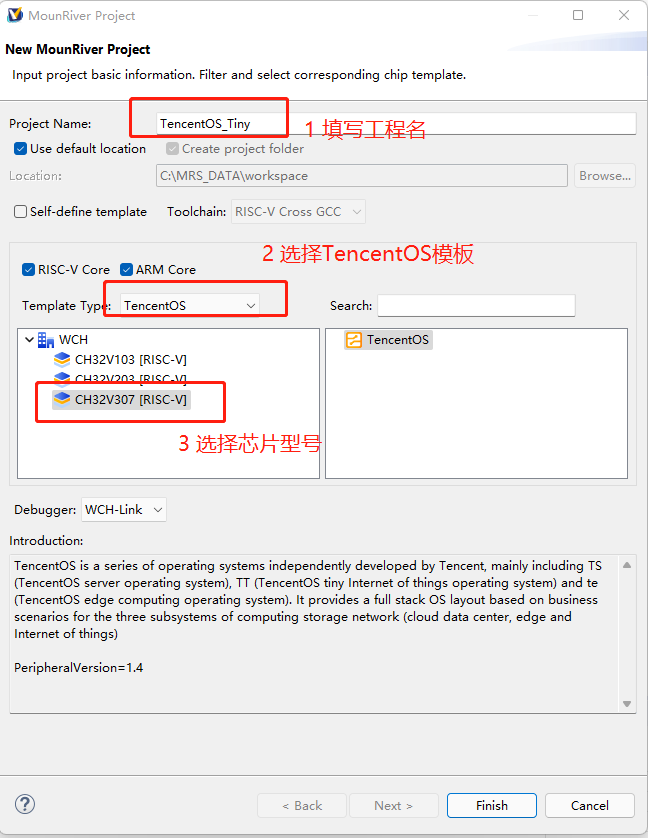 MounRiver Project
New MounRiver Project
Input project basic information. Filter and select corresponding chip template.
Project Name: TencentOS_Tiny
1 填写工程名
Use default location Create project folder
Location: C:\MRS_DATA\workspace Browse...
Self-define template Toolchain: RISC-V Cross GCC
2 选择TencentOS模板
RISC-V Core ARM Core
Template Type: TencentOS Search:
WCH
TencentOS
CH32V103 [RISC-V]
CH32V203 [RISC-V]
CH32V307 [RISC-V]
3 选择芯片型号
Debugger: WCH-Link
Introduction:
TencentOS is a series of operating systems independently developed by Tencent, mainly including TS
(TencentOS server operating system), TT (TencentOS tiny Internet of things operating system) and te
(TencentOS edge computing operating system). It provides a full stack OS layout based on business
scenarios for the three subsystems of computing storage network (cloud data center, edge and
Internet of things)
PeripheralVersion=1.4
? < Back Next > Finish Cancel